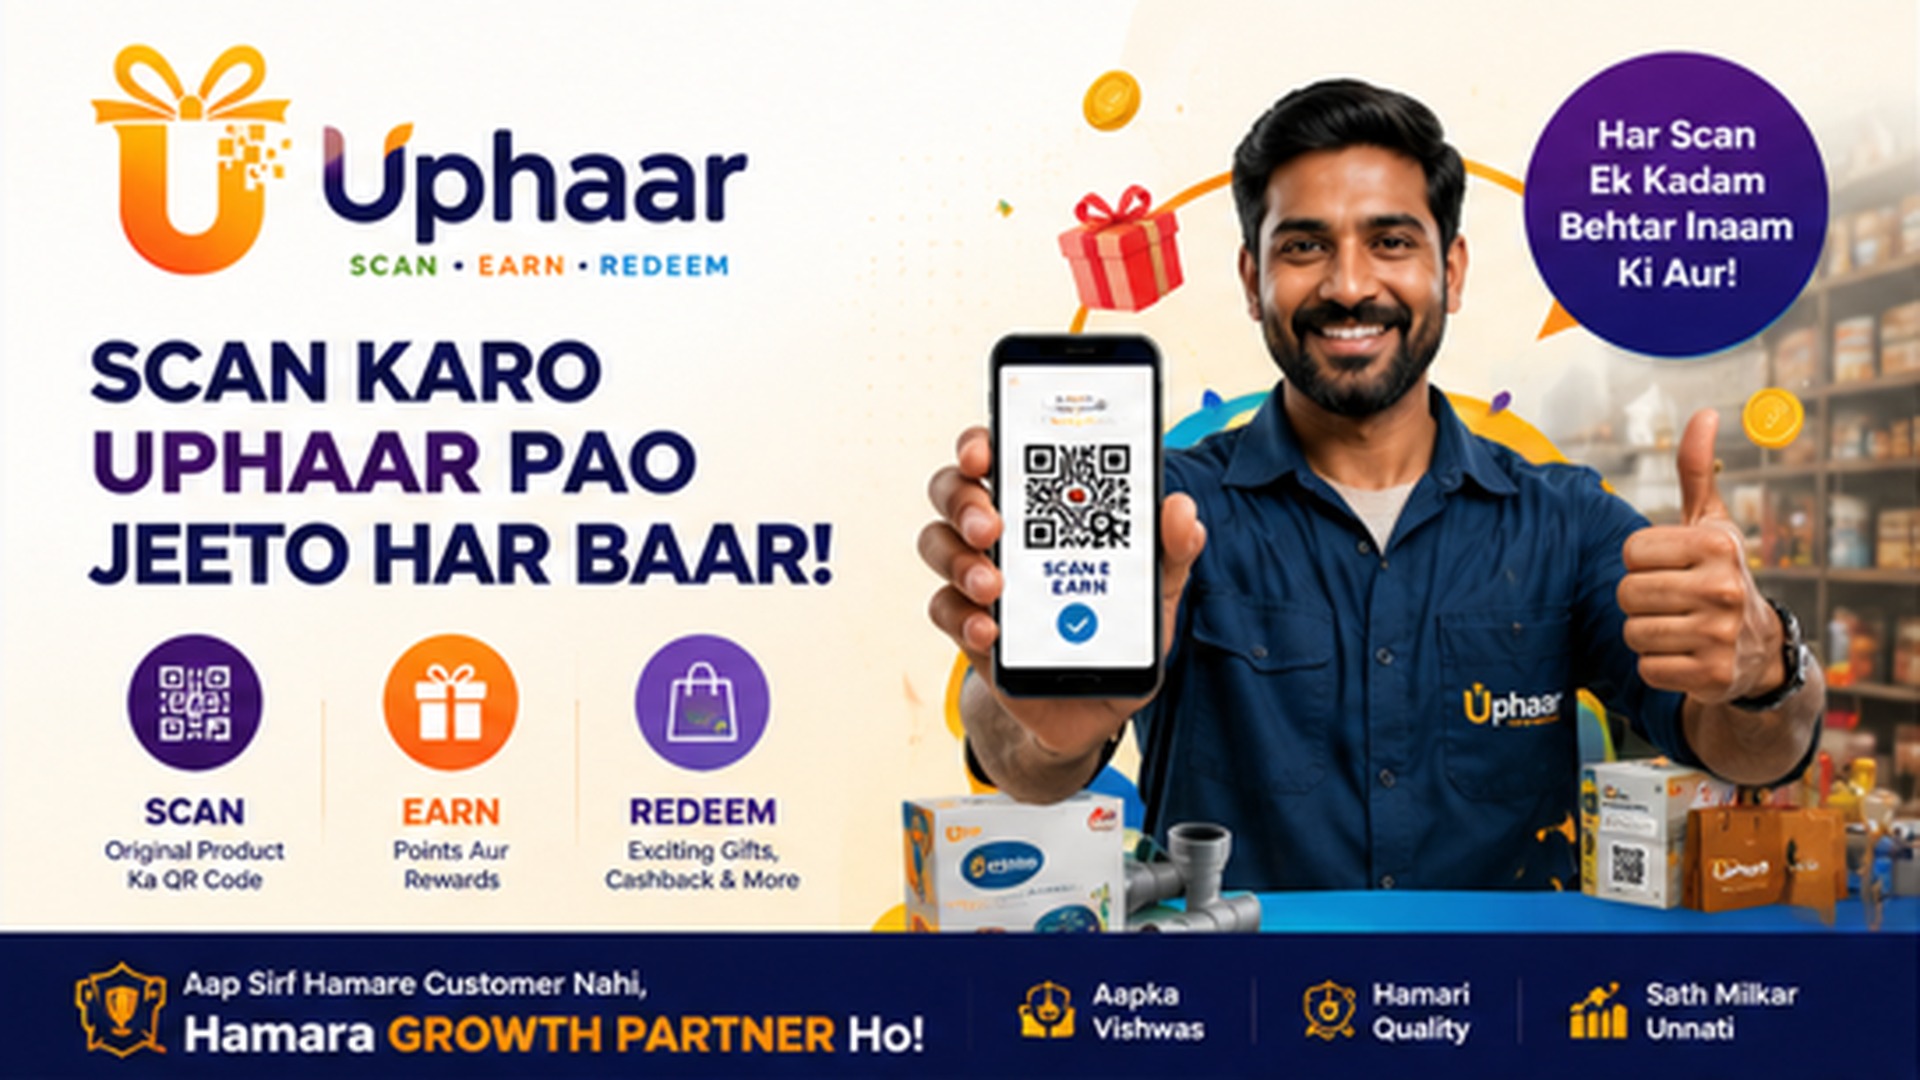 Uphaar
SCAN • EARN • REDEEM
SCAN KARO
UPHAAR PAO
JEETO HAR BAAR!
SCAN
Original Product
Ka QR Code
EARN
Points Aur
Rewards
REDEEM
Exciting Gifts,
Cashback & More
Har Scan
Ek Kadam
Behtar Inaam
Ki Aur!
SCAN &
EARN
Uphaar
Aap Sirf Hamare Customer Nahi,
Hamara GROWTH PARTNER Ho!
Aapka
Vishwas
Hamari
Quality
Sath Milkar
Unnati